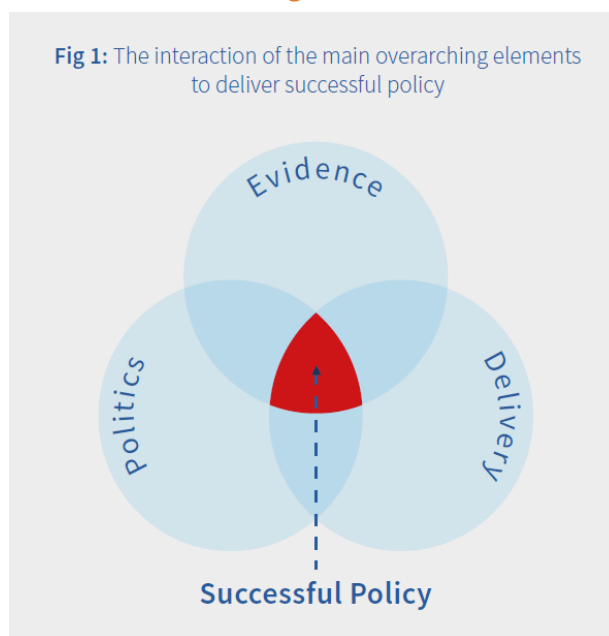 Fig 1: The interaction of the main overarching elements
to deliver successful policy
Evidence
Politics
Delivery
Successful Policy